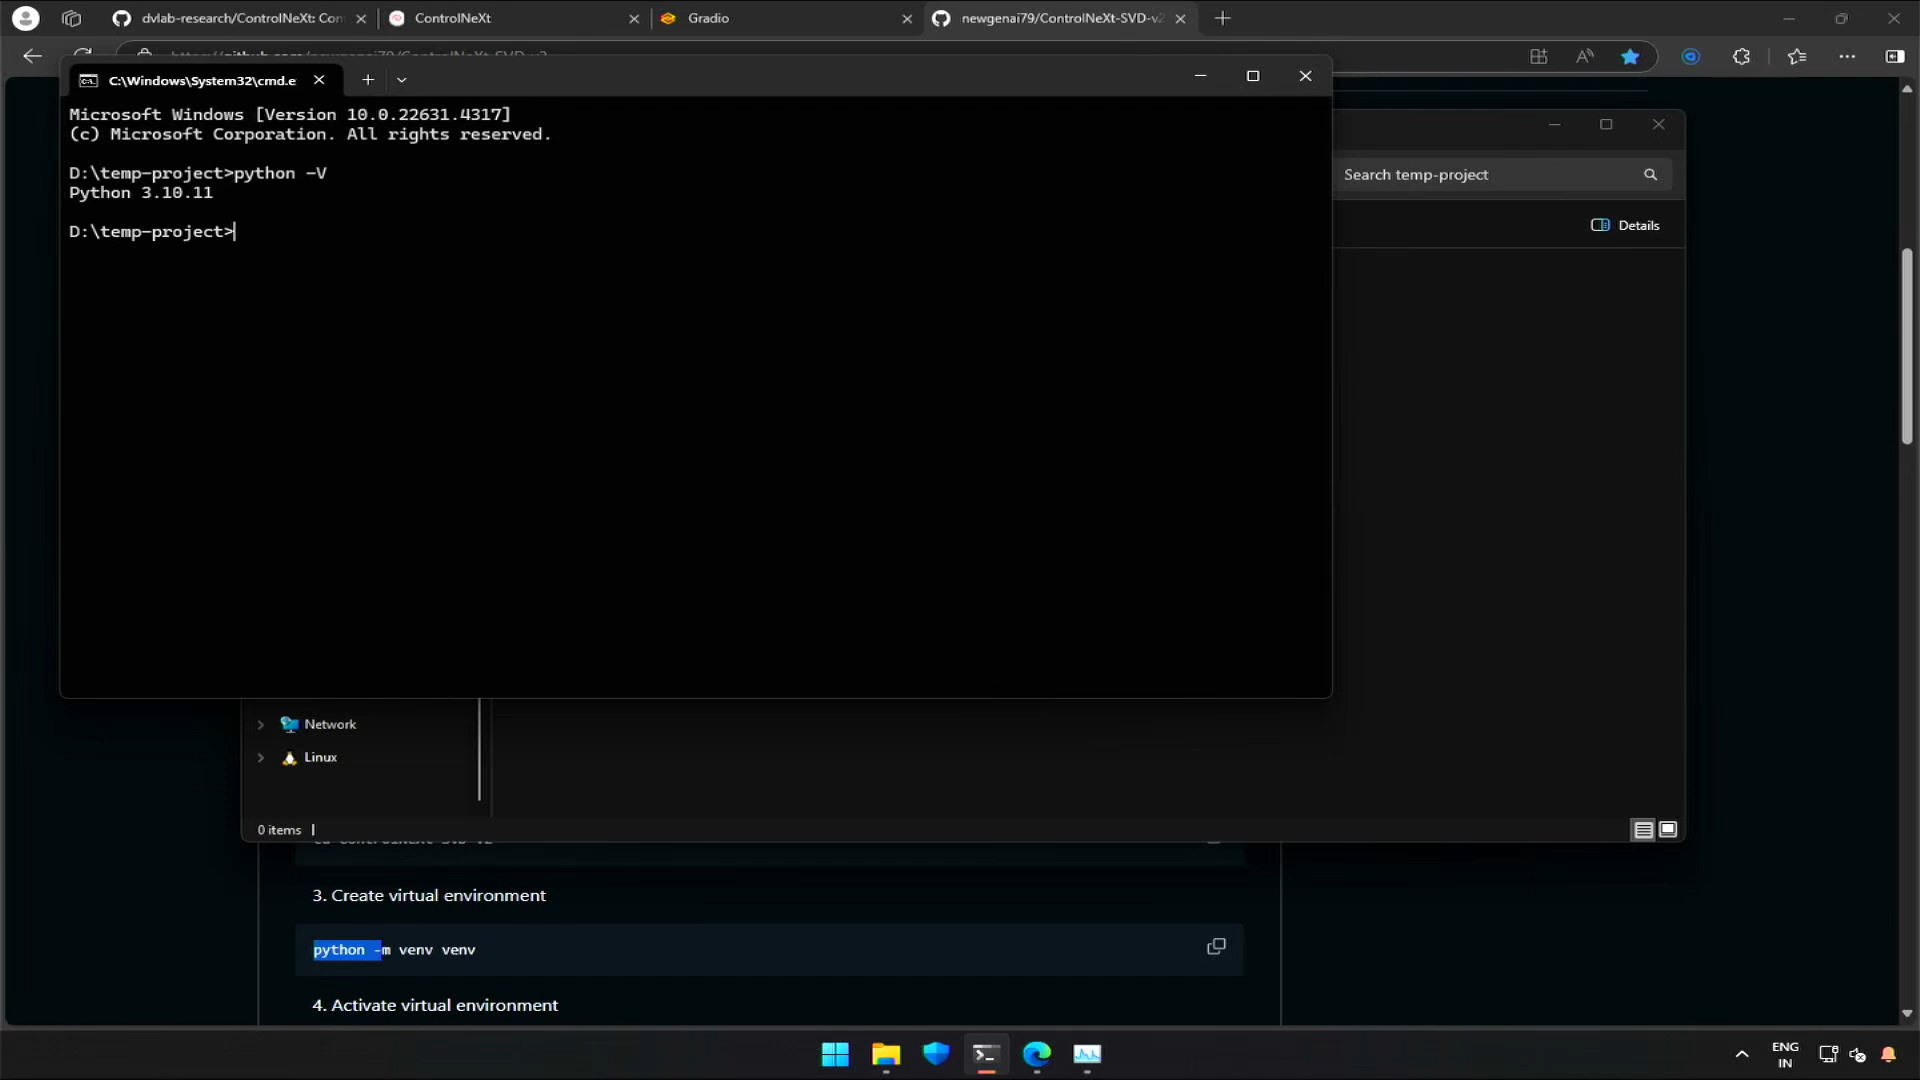 dvlab-research/ControlNeXt: Con
ControlNeXt
Gradio
newgenai79/ControlNeXt-SVD-v2
C:\Windows\System32\cmd.e
Microsoft Windows [Version 10.0.22631.4317]
(c) Microsoft Corporation. All rights reserved.
D:\temp-project>python -V
Python 3.10.11
D:\temp-project>
Search temp-project
Details
Network
Linux
0 items
3. Create virtual environment
python -m venv venv
4. Activate virtual environment
ENG
IN